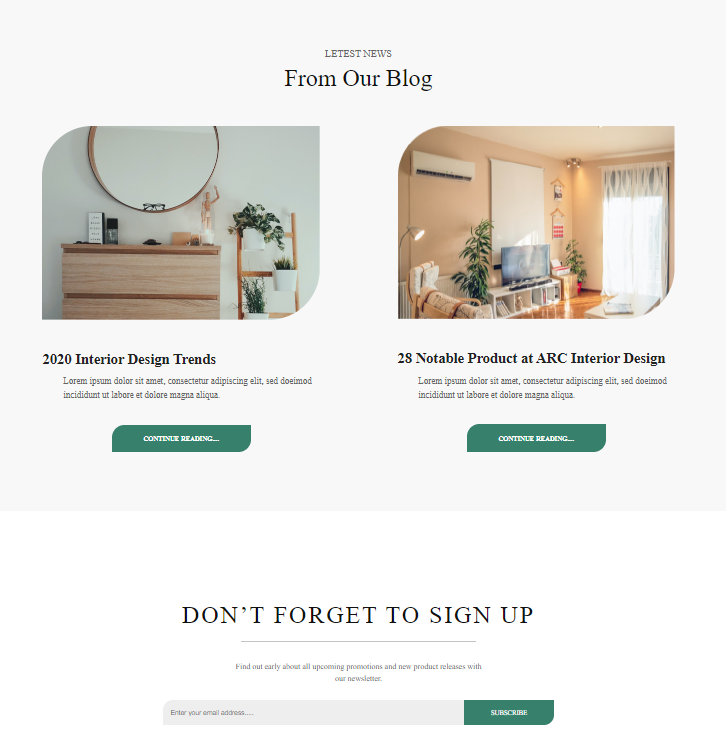 LETEST NEWS
From Our Blog
2020 Interior Design Trends
Lorem ipsum dolor sit amet, consectetur adipiscing elit, sed doeimod
incididunt ut labore et dolore magna aliqua.
CONTINUE READING....
28 Notable Product at ARC Interior Design
Lorem ipsum dolor sit amet, consectetur adipiscing elit, sed doeimod
incididunt ut labore et dolore magna aliqua.
CONTINUE READING....
DON’T FORGET TO SIGN UP
Find out early about all upcoming promotions and new product releases with
our newsletter.
Enter your email address.....
SUBSCRIBE